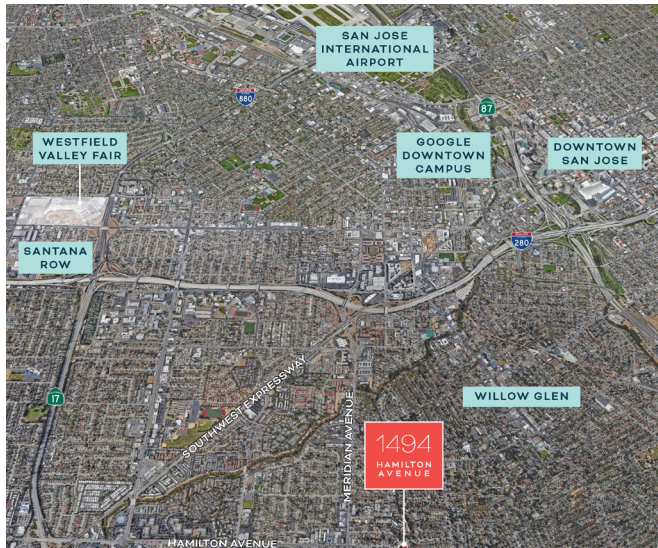 SAN JOSE
INTERNATIONAL
AIRPORT
INTERSTATE
880
87
WESTFIELD
VALLEY FAIR
GOOGLE
DOWNTOWN
CAMPUS
DOWNTOWN
SAN JOSE
280
SANTANA
ROW
17
SOUTHWEST EXPRESSWAY
MERIDIAN AVENUE
WILLOW GLEN
1494
HAMILTON
AVENUE
HAMILTON AVENUE